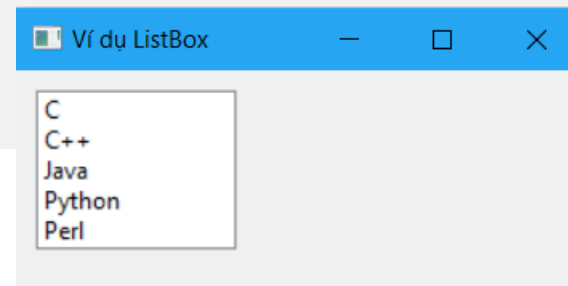 Ví dụ ListBox
C
C++
Java
Python
Perl